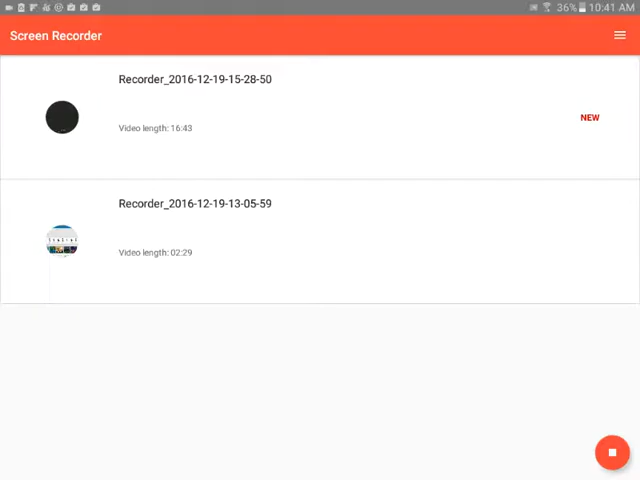 36% 10:41 AM
Screen Recorder
Recorder_2016-12-19-15-28-50
Video length: 16:43
NEW
Recorder_2016-12-19-13-05-59
Video length: 02:29